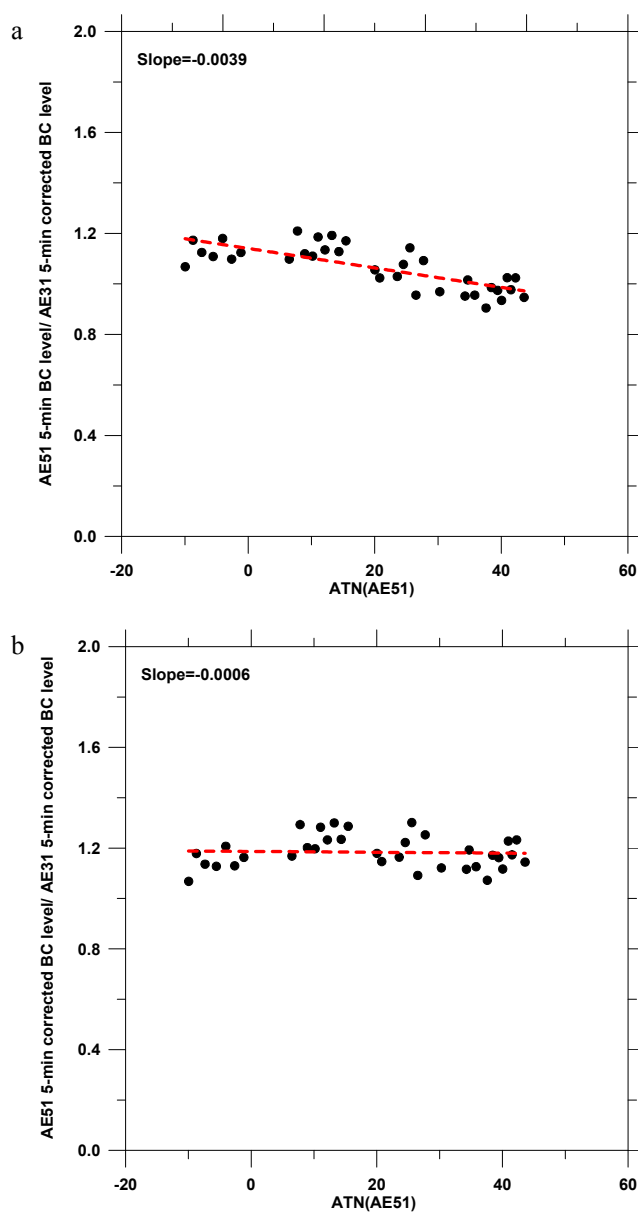 a
2.0
Slope=-0.0039
1.6
1.2
0.8
0.4
0.0
AE51 5-min BC level/ AE31 5-min corrected BC level
-20 0 20 40 60
ATN(AE51)
b
2.0
Slope=-0.0006
1.6
1.2
0.8
0.4
0.0
AE51 5-min corrected BC level/ AE31 5-min corrected BC level
-20 0 20 40 60
ATN(AE51)